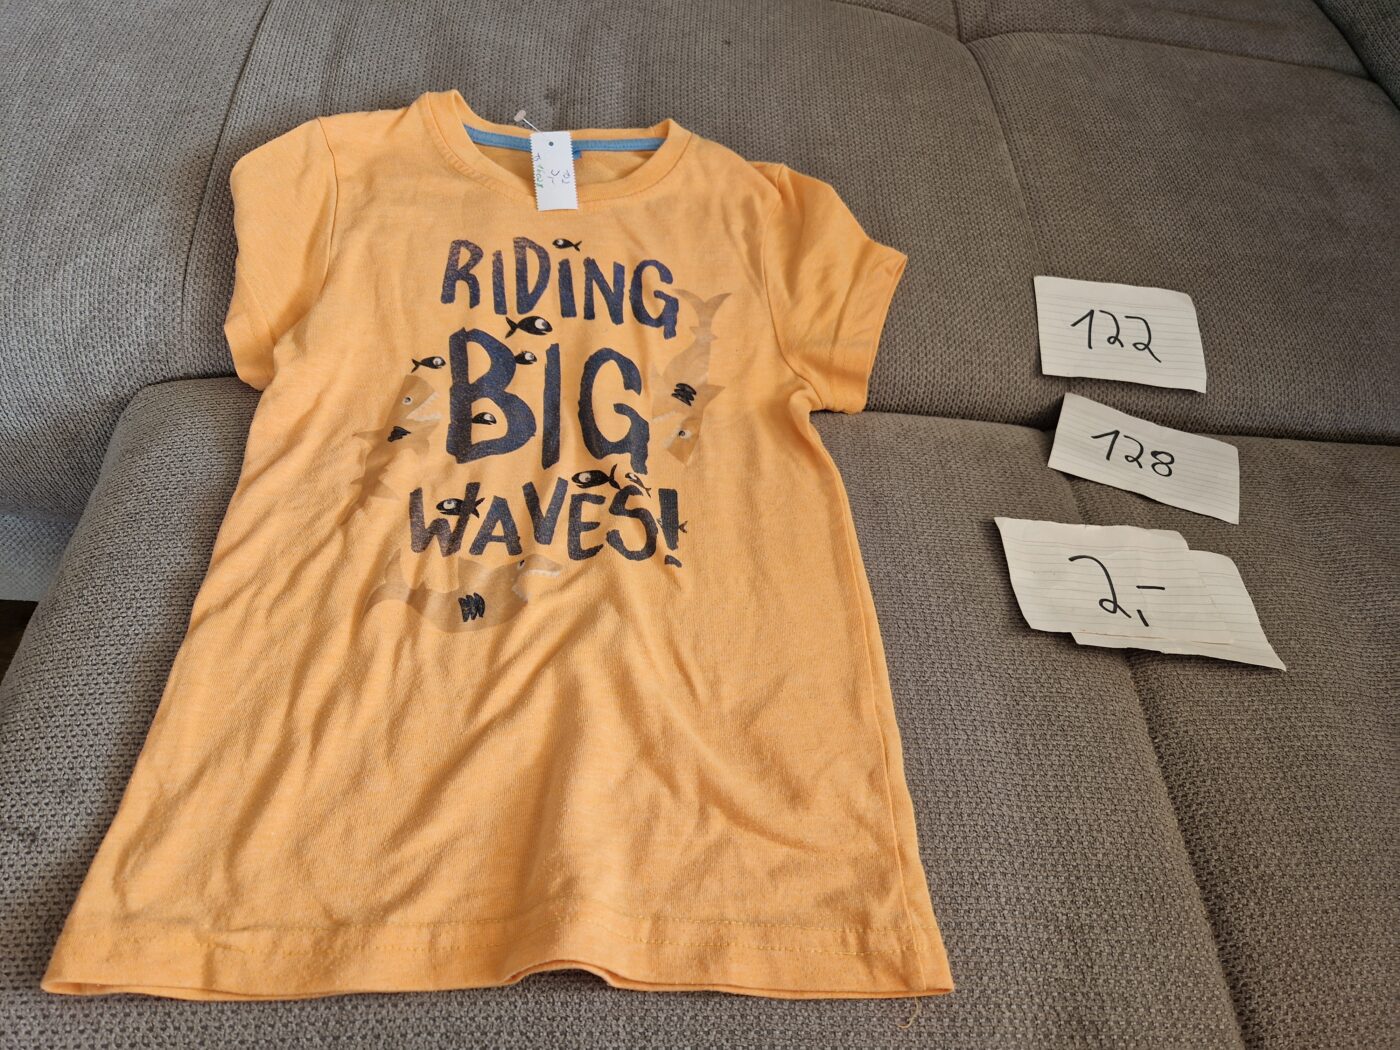 RIDING
BIG
WAVES!
122
128
2,-